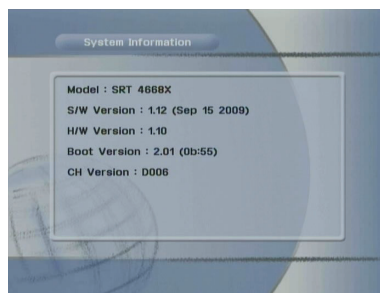 System Information
Model : SRT 4668X
S/W Version : 1.12 (Sep 15 2009)
H/W Version : 1.10
Boot Version : 2.01 (0b:55)
CH Version : D006